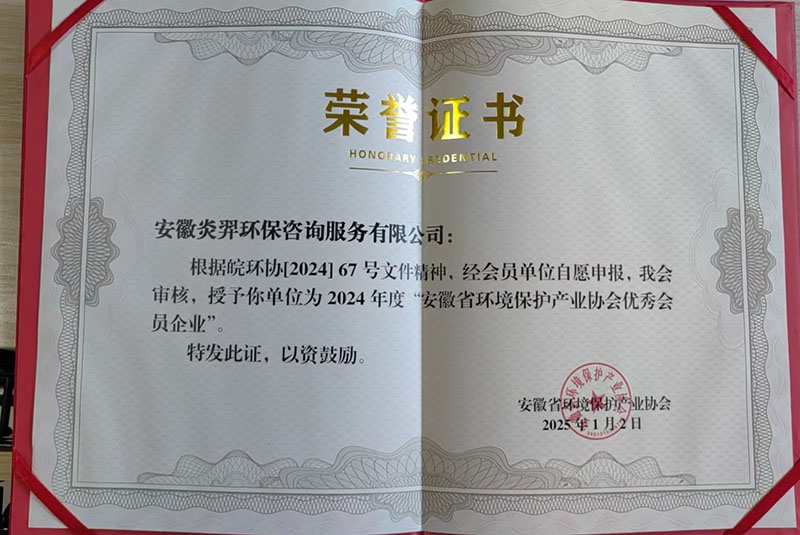 荣誉证书
HONORARY CREDENTIAL
安徽炎羿环保咨询服务有限公司：
根据皖环协[2024] 67 号文件精神，经会员单位自愿申报，我会
审核，授予你单位为 2024 年度“安徽省环境保护产业协会优秀会
员企业”。
特发此证，以资鼓励。
安徽省环境保护产业协会
2025 年 1 月 2 日